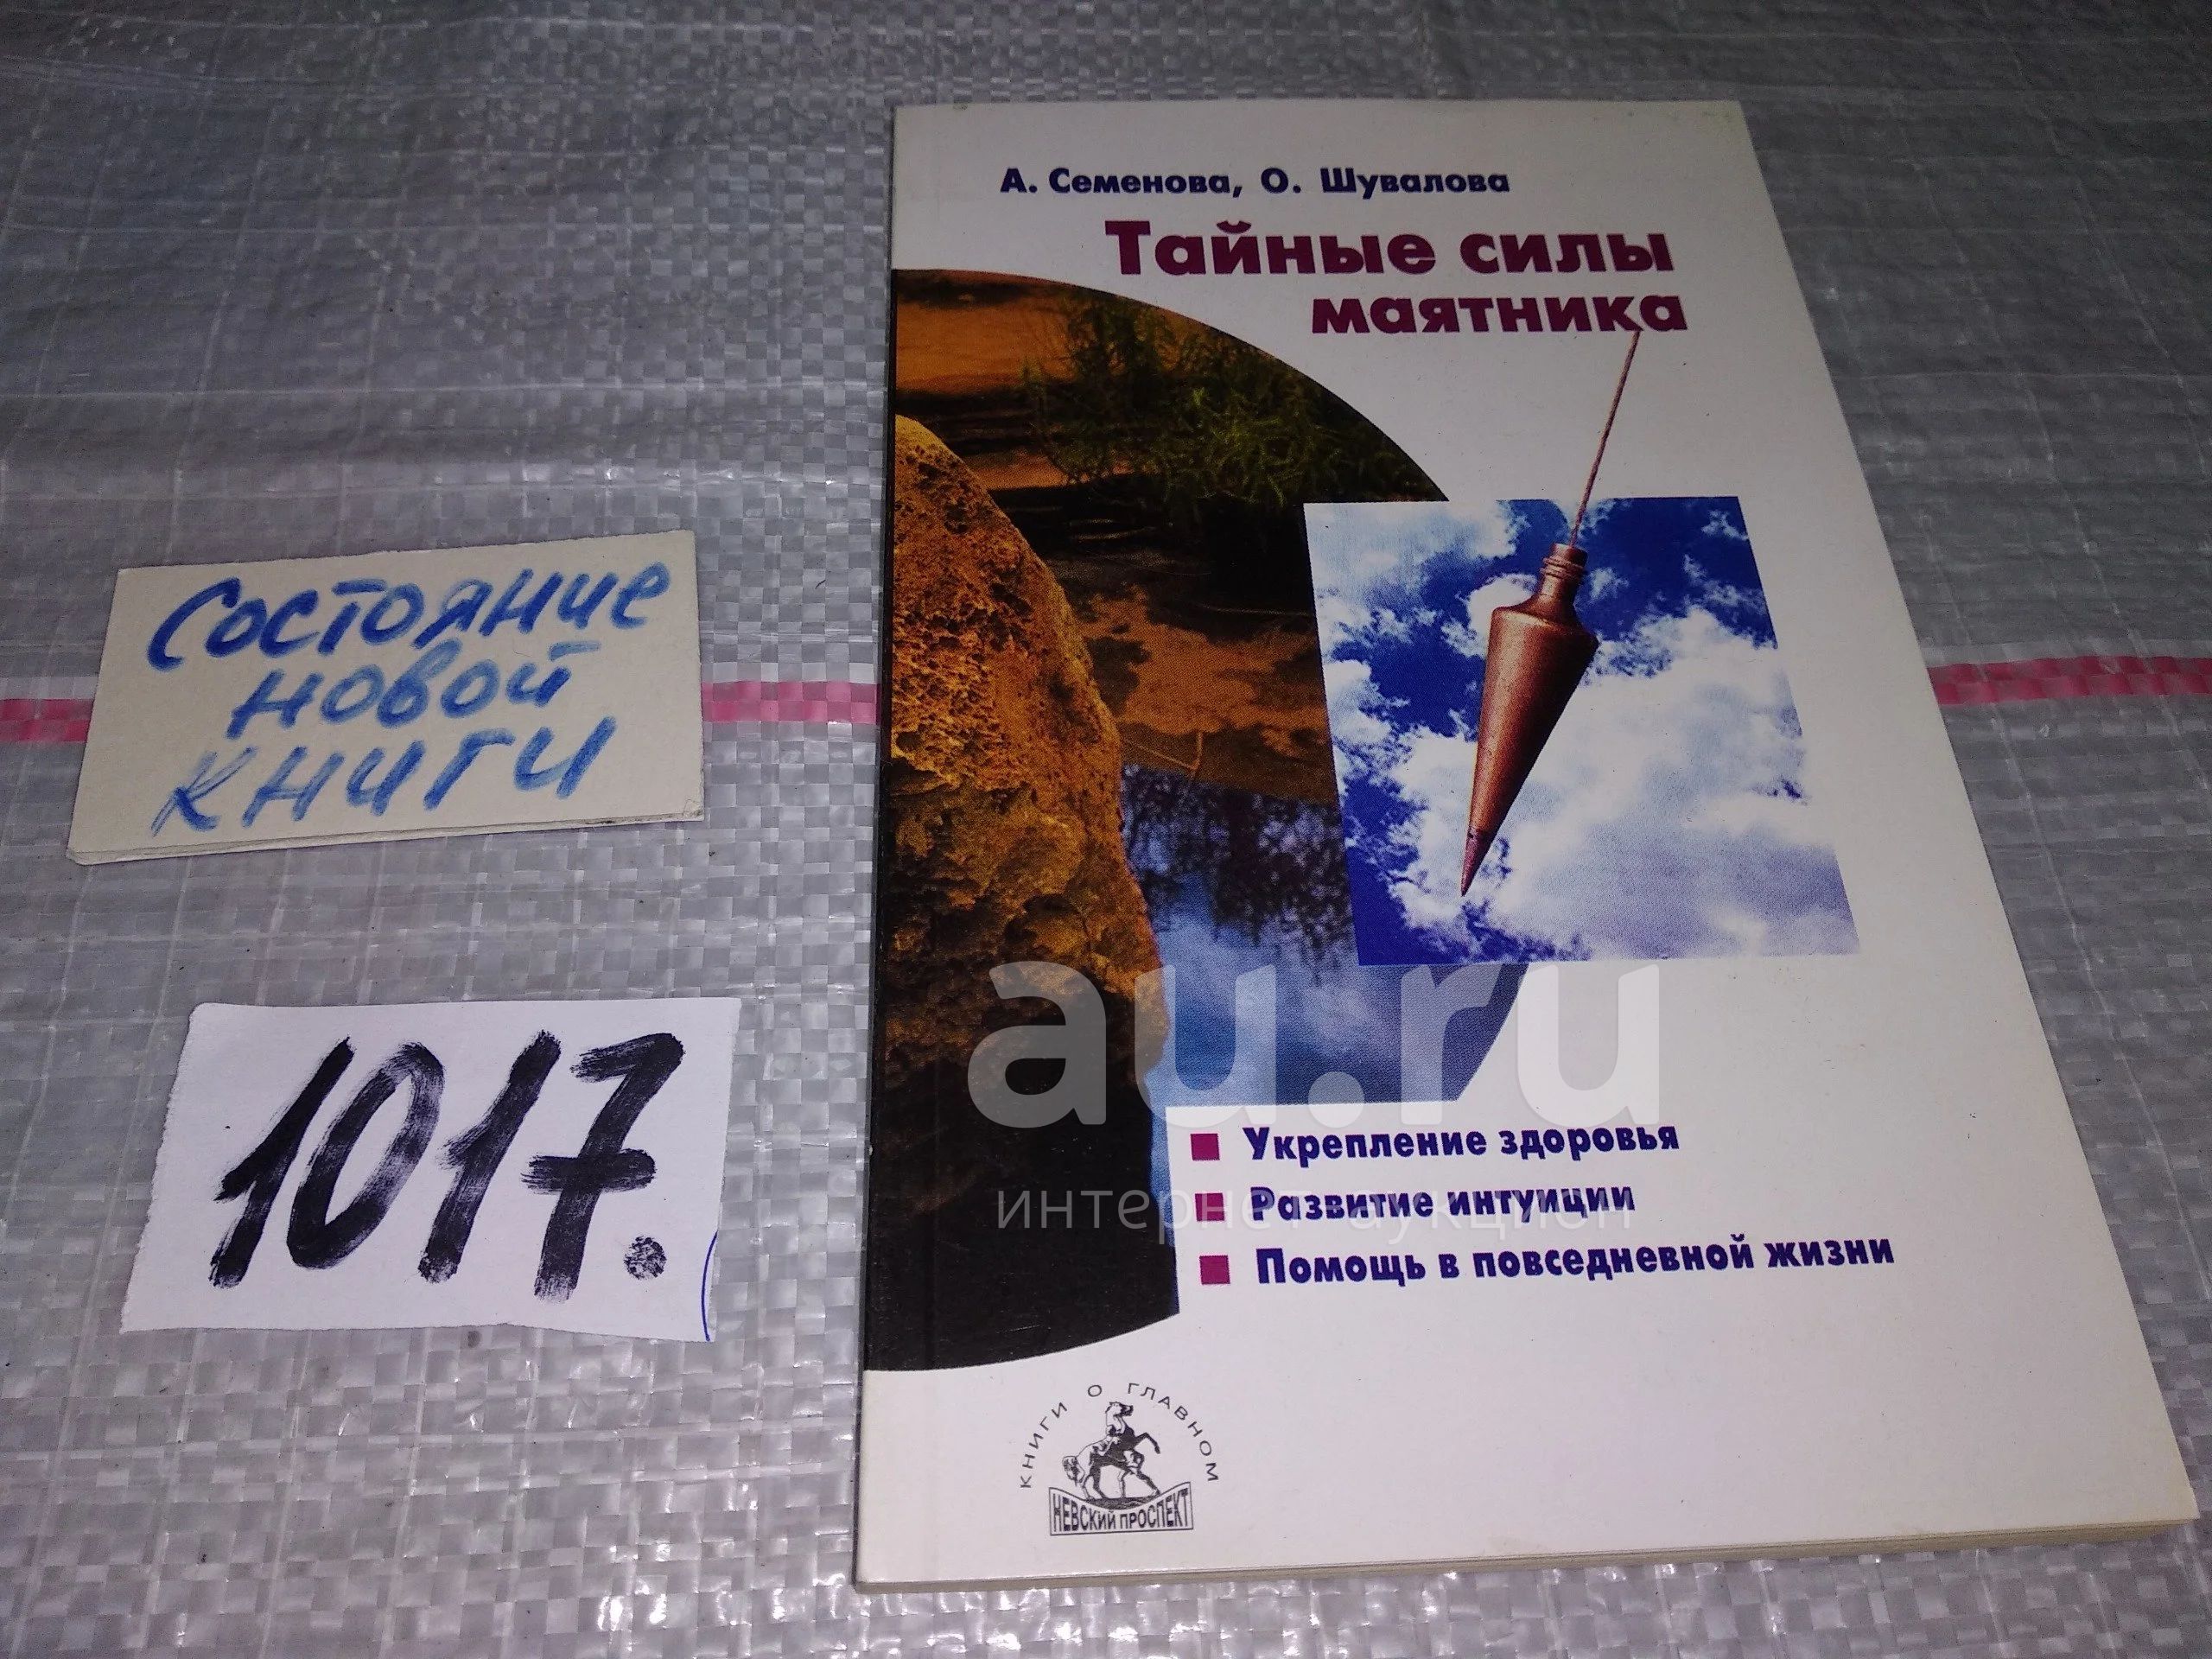 А. Семенова, О. Шувалова
Тайные силы
маятника
Состояние
новой
книги
1017.
au.ru
интернет аукцион
Укрепление здоровья
Развитие интуиции
Помощь в повседневной жизни
КНИГИ О ГЛАВНОМ
НЕВСКИЙ ПРОСПЕКТ